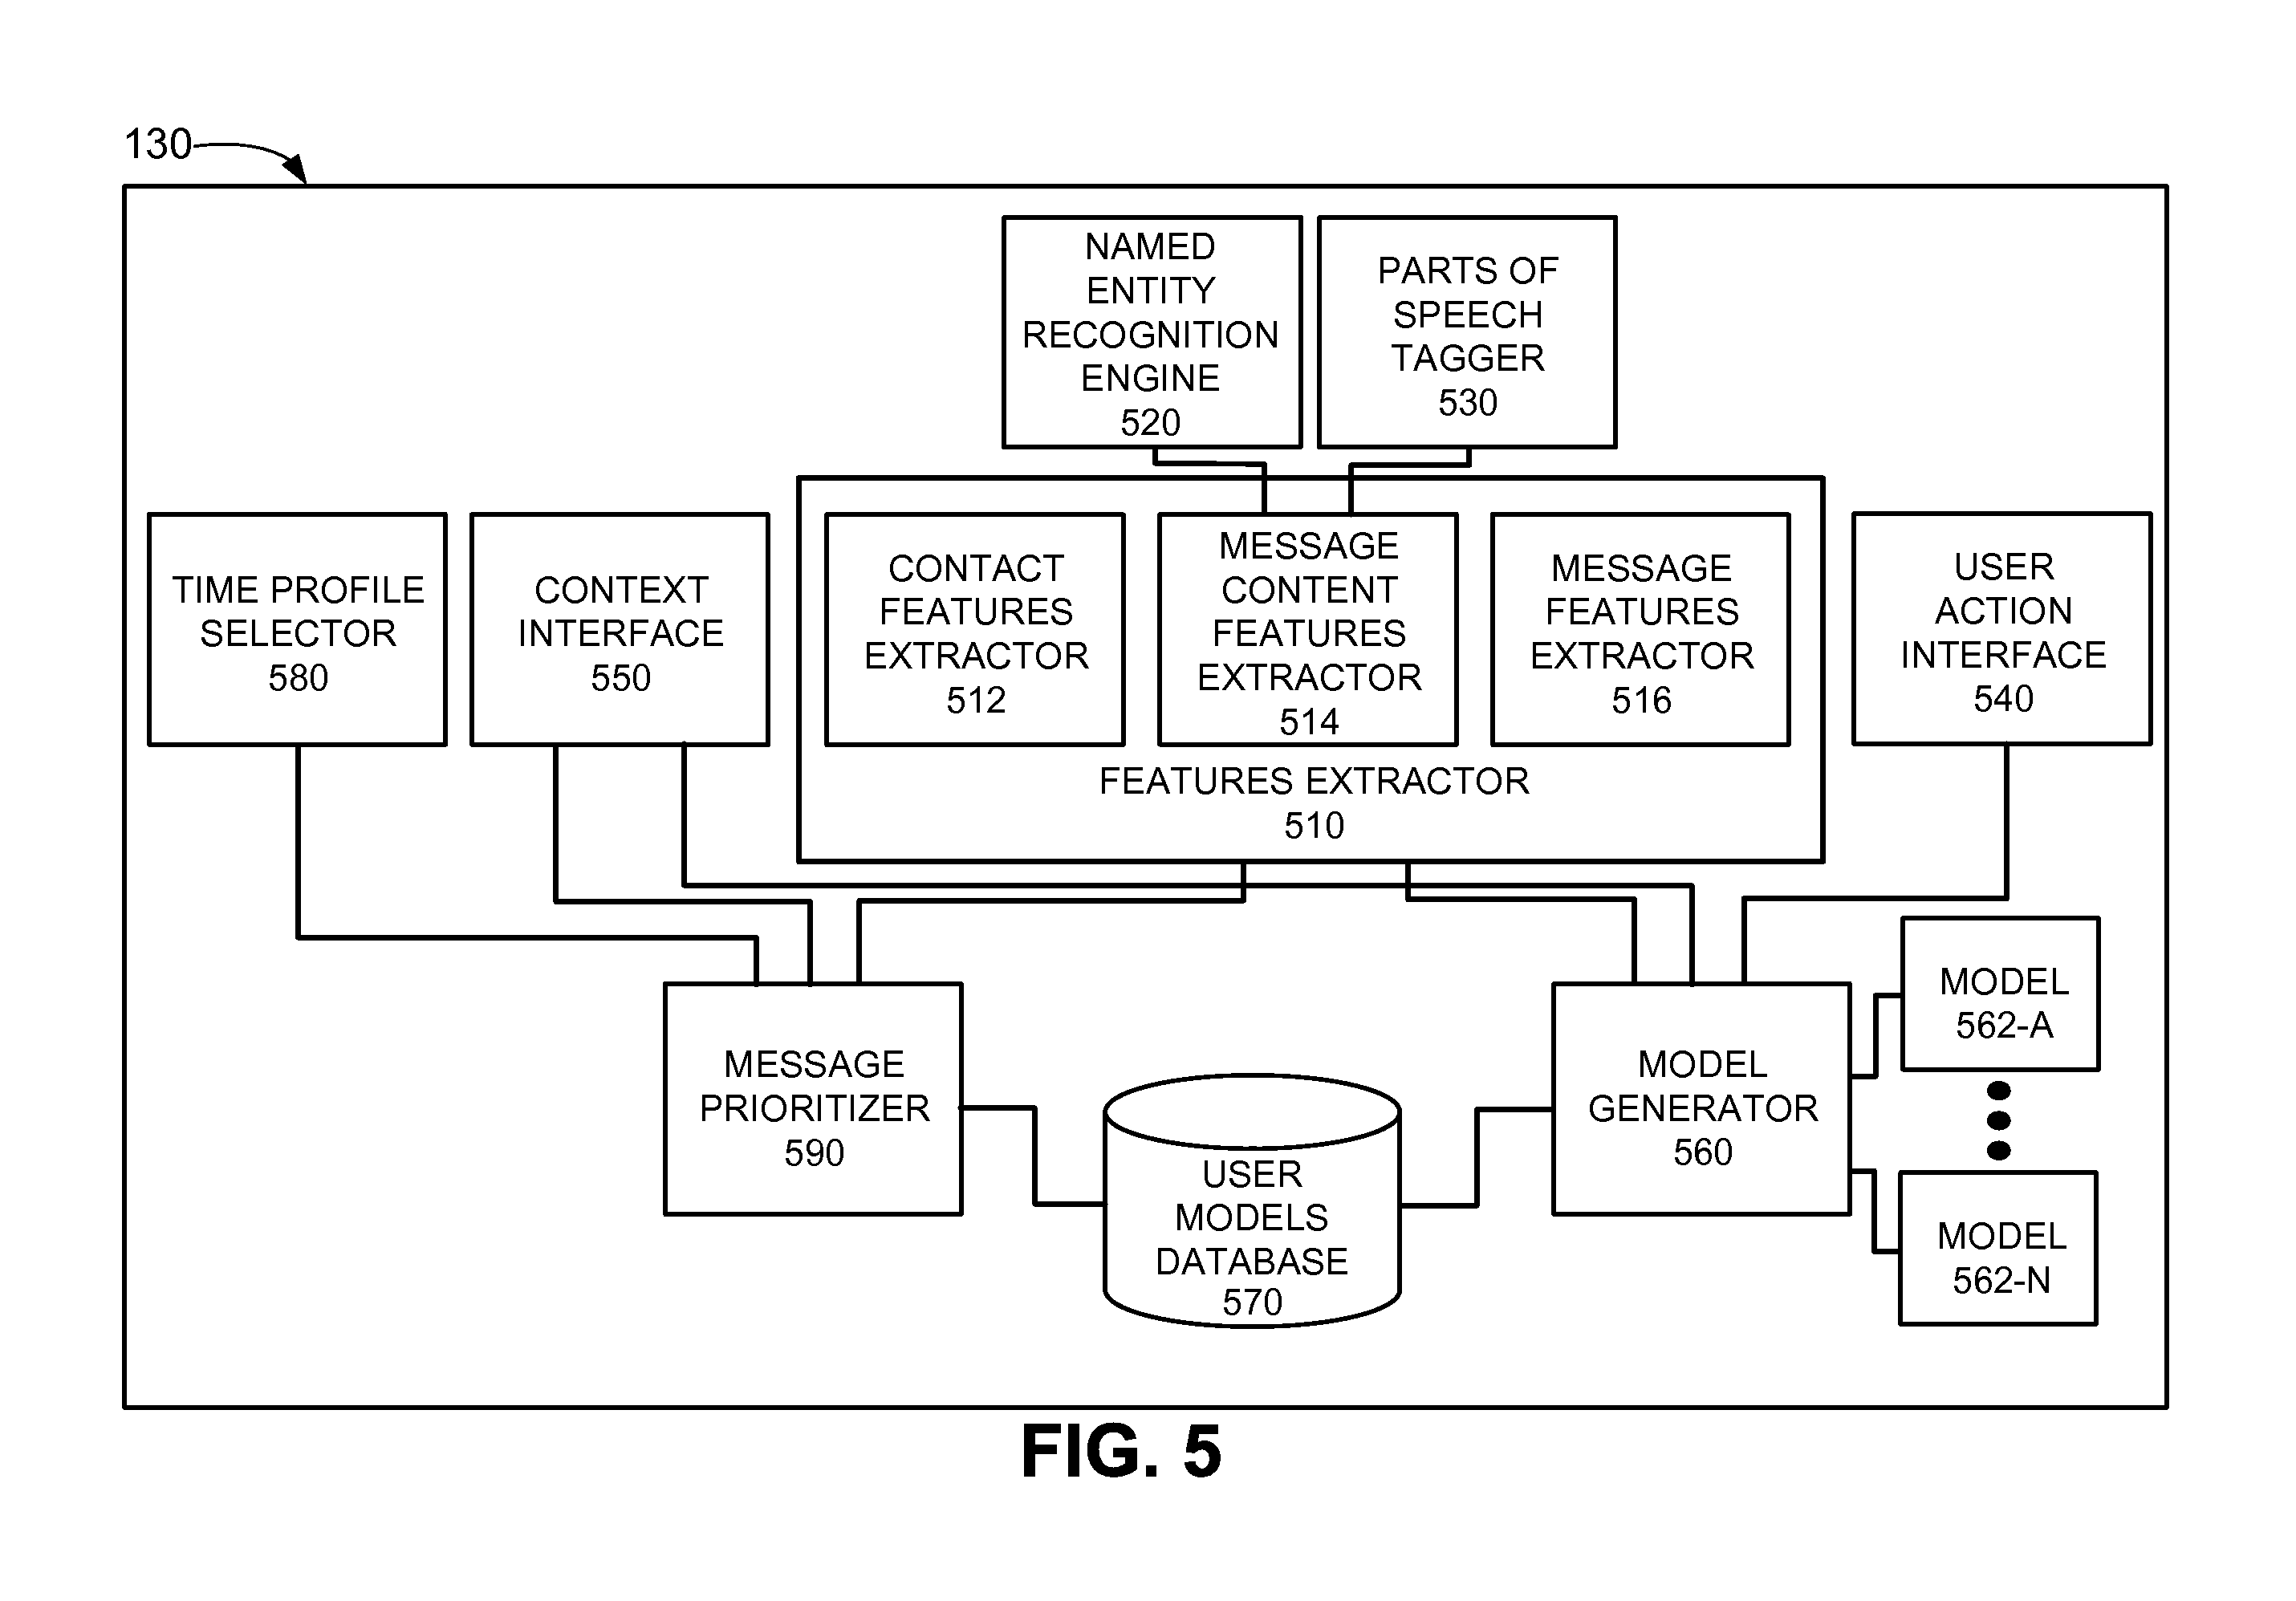 130
NAMED
ENTITY
RECOGNITION
ENGINE
520
PARTS OF
SPEECH
TAGGER
530
TIME PROFILE
SELECTOR
580
CONTEXT
INTERFACE
550
CONTACT
FEATURES
EXTRACTOR
512
MESSAGE
CONTENT
FEATURES
EXTRACTOR
514
MESSAGE
FEATURES
EXTRACTOR
516
FEATURES EXTRACTOR
510
USER
ACTION
INTERFACE
540
MESSAGE
PRIORITIZER
590
USER
MODELS
DATABASE
570
MODEL
GENERATOR
560
MODEL
562-A
MODEL
562-N
FIG. 5